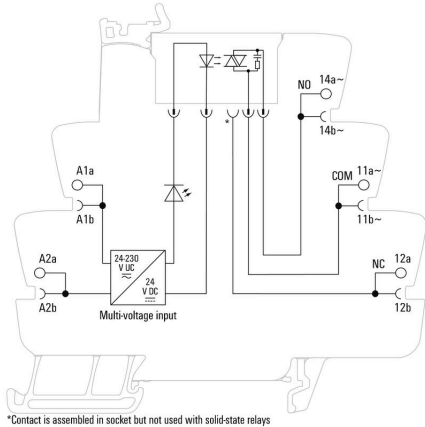 NO 14a~
14b~
*
A1a
COM 11a~
A1b
11b~
A2a
24-230
V UC
NC 12a
A2b
24
V DC
12b
Multi-voltage input
*Contact is assembled in socket but not used with solid-state relays